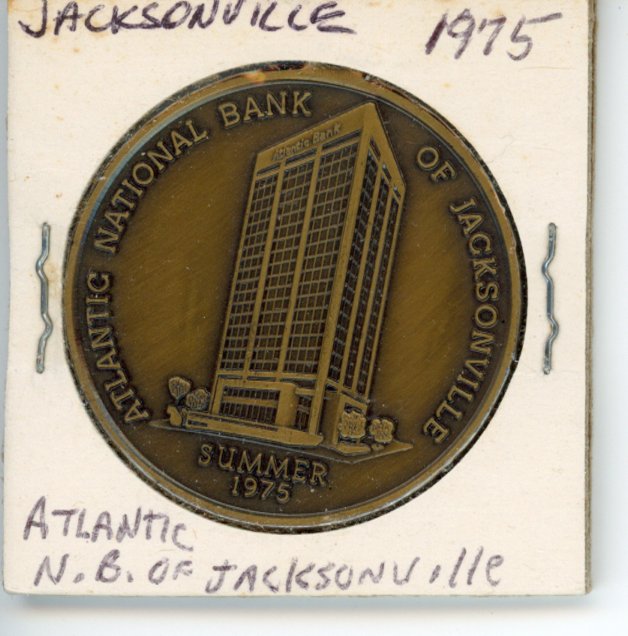 JACKSONVILLE 1975
ATLANTIC NATIONAL BANK OF JACKSONVILLE
Atlantic Bank
SUMMER
1975
ATLANTIC
N.B. OF JACKSONVille